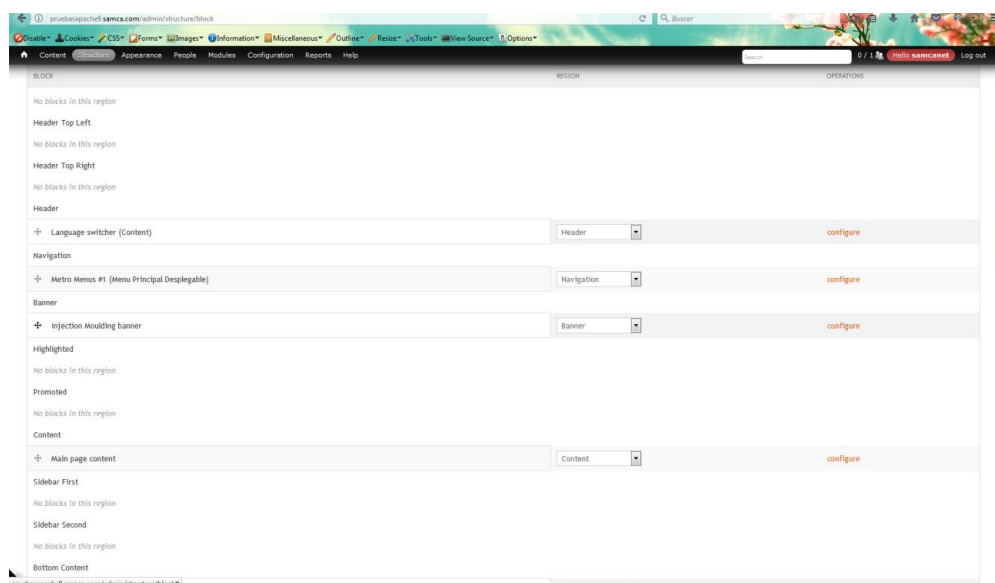 pruebasapache9.samca.com/admin/structure/block Buscar
Disable Cookies CSS Forms Images Information Miscellaneous Outline Resize Tools View Source Options
Content Structure Appearance People Modules Configuration Reports Help Search 0 / 1 Hello samcanet Log out
BLOCK REGION OPERATIONS
No blocks in this region
Header Top Left
No blocks in this region
Header Top Right
No blocks in this region
Header
Language switcher (Content) Header configure
Navigation
Metro Menus #1 (Menu Principal Desplegable) Navigation configure
Banner
Injection Moulding banner Banner configure
Highlighted
No blocks in this region
Promoted
No blocks in this region
Content
Main page content Content configure
Sidebar First
No blocks in this region
Sidebar Second
No blocks in this region
Bottom Content